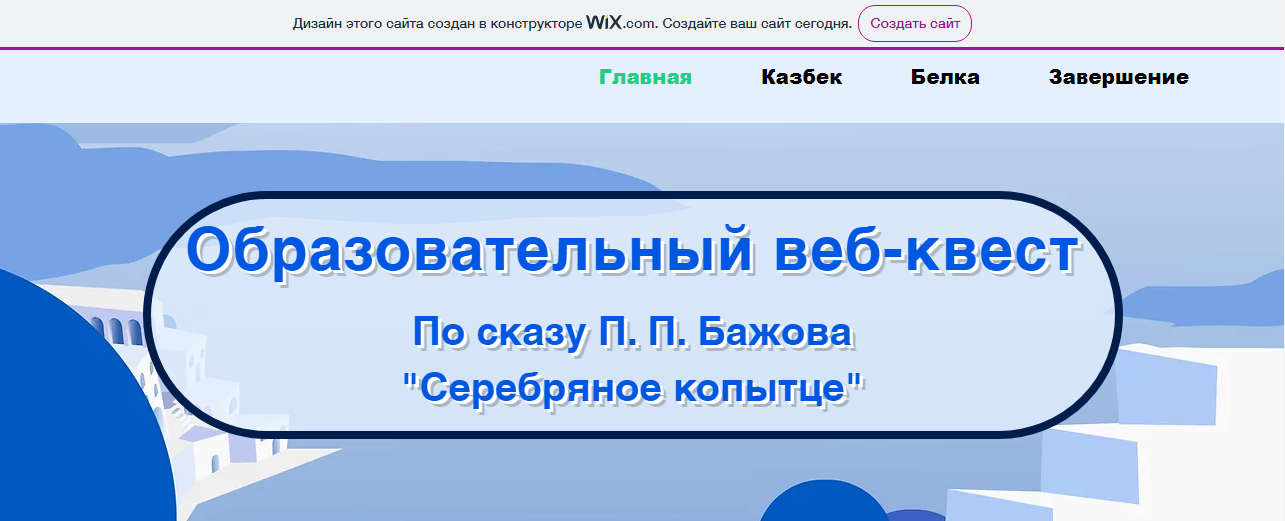 Дизайн этого сайта создан в конструкторе WiX.com. Создайте ваш сайт сегодня. Создать сайт
Главная Казбек Белка Завершение
Образовательный веб-квест
По сказу П. П. Бажова
"Серебряное копытце"